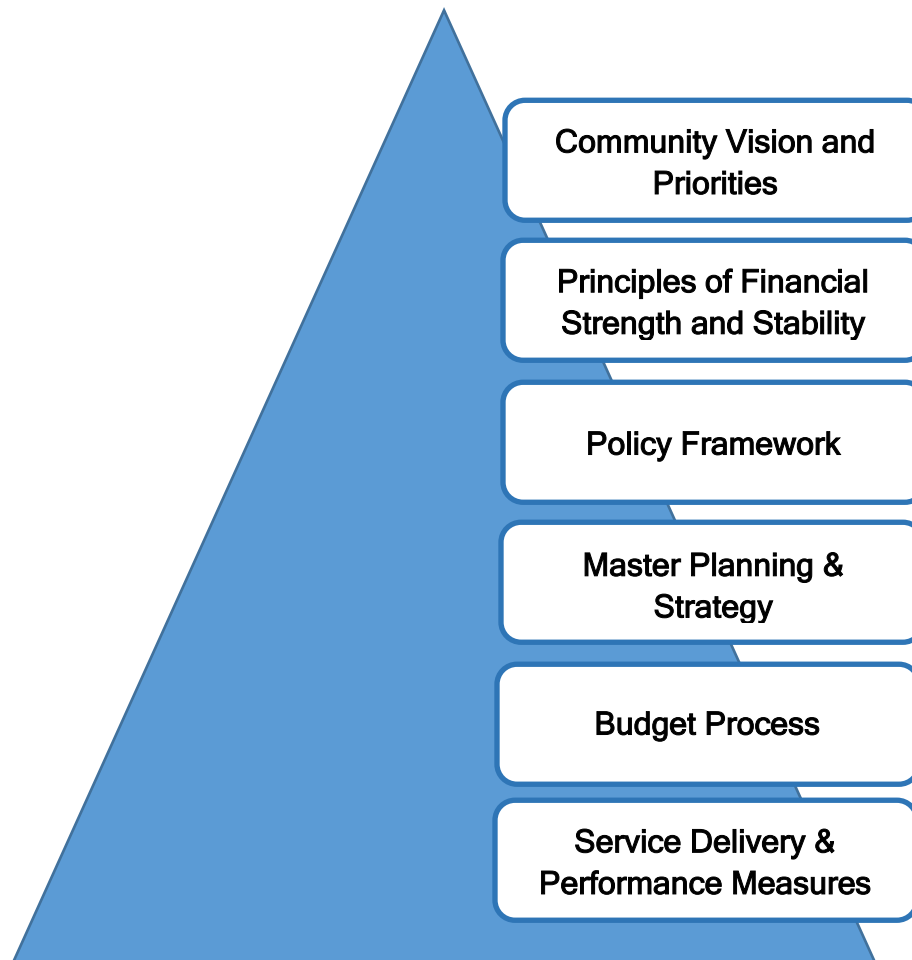 Community Vision and
Priorities
Principles of Financial
Strength and Stability
Policy Framework
Master Planning &
Strategy
Budget Process
Service Delivery &
Performance Measures